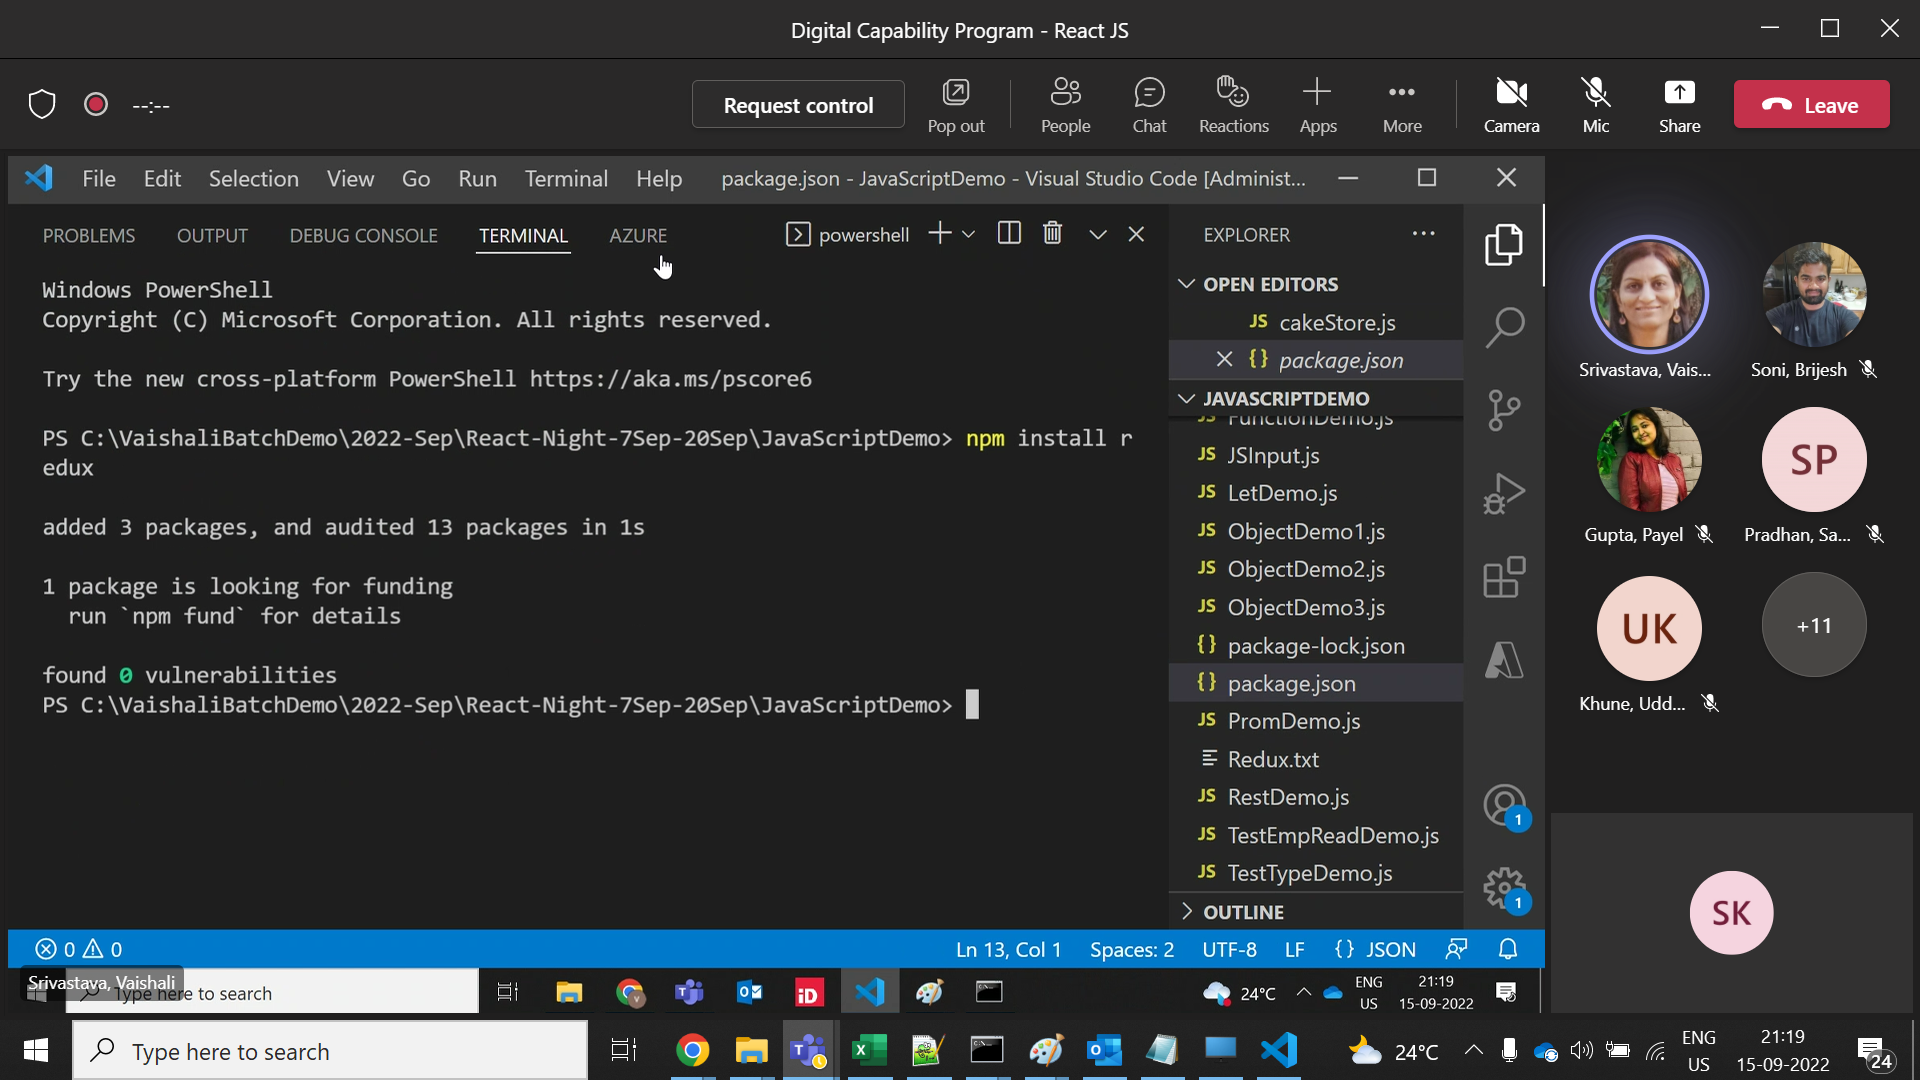 Digital Capability Program - React JS
--:--
Request control
Pop out
People
Chat
Reactions
Apps
More
Camera
Mic
Share
Leave
File Edit Selection View Go Run Terminal Help
package.json - JavaScriptDemo - Visual Studio Code [Administ...
PROBLEMS OUTPUT DEBUG CONSOLE TERMINAL AZURE
powershell
Windows PowerShell
Copyright (C) Microsoft Corporation. All rights reserved.
Try the new cross-platform PowerShell https://aka.ms/pscore6
PS C:\VaishaliBatchDemo\2022-Sep\React-Night-7Sep-20Sep\JavaScriptDemo> npm install r
edux
added 3 packages, and audited 13 packages in 1s
1 package is looking for funding
run `npm fund` for details
found 0 vulnerabilities
PS C:\VaishaliBatchDemo\2022-Sep\React-Night-7Sep-20Sep\JavaScriptDemo>
EXPLORER
OPEN EDITORS
JS cakeStore.js
{} package.json
JAVASCRIPTDEMO
JS FunctionDemo.js
JS JSInput.js
JS LetDemo.js
JS ObjectDemo1.js
JS ObjectDemo2.js
JS ObjectDemo3.js
{} package-lock.json
{} package.json
JS PromDemo.js
Redux.txt
JS RestDemo.js
JS TestEmpReadDemo.js
JS TestTypeDemo.js
OUTLINE
1
1
Srivastava, Vais...
Soni, Brijesh
Gupta, Payel
SP
Pradhan, Sa...
UK
Khune, Udd...
+11
SK
0 0
Ln 13, Col 1 Spaces: 2 UTF-8 LF {} JSON
Srivastava, Vaishali
Type here to search
iD
24°C
ENG
US
21:19
15-09-2022
Type here to search
24°C
ENG
US
21:19
15-09-2022
24